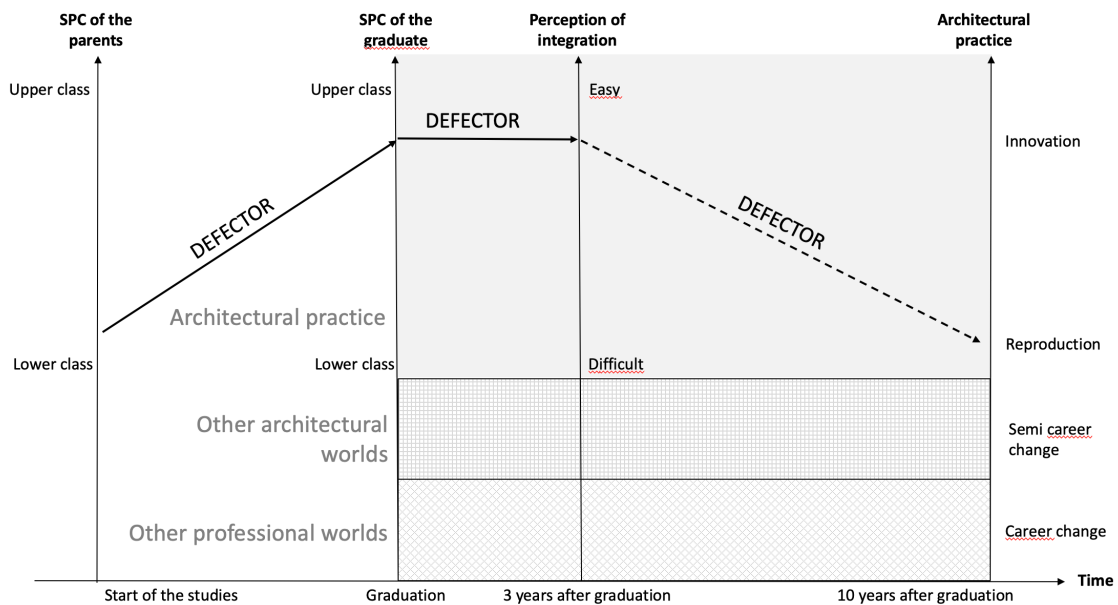 SPC of the
parents
SPC of the
graduate
Perception of
integration
Architectural
practice
Upper class
Upper class
Easy
DEFECTOR
Innovation
DEFECTOR
DEFECTOR
Architectural practice
Reproduction
Lower class
Lower class
Difficult
Other architectural
worlds
Semi career
change
Other professional worlds
Career change
Time
Start of the studies
Graduation
3 years after graduation
10 years after graduation